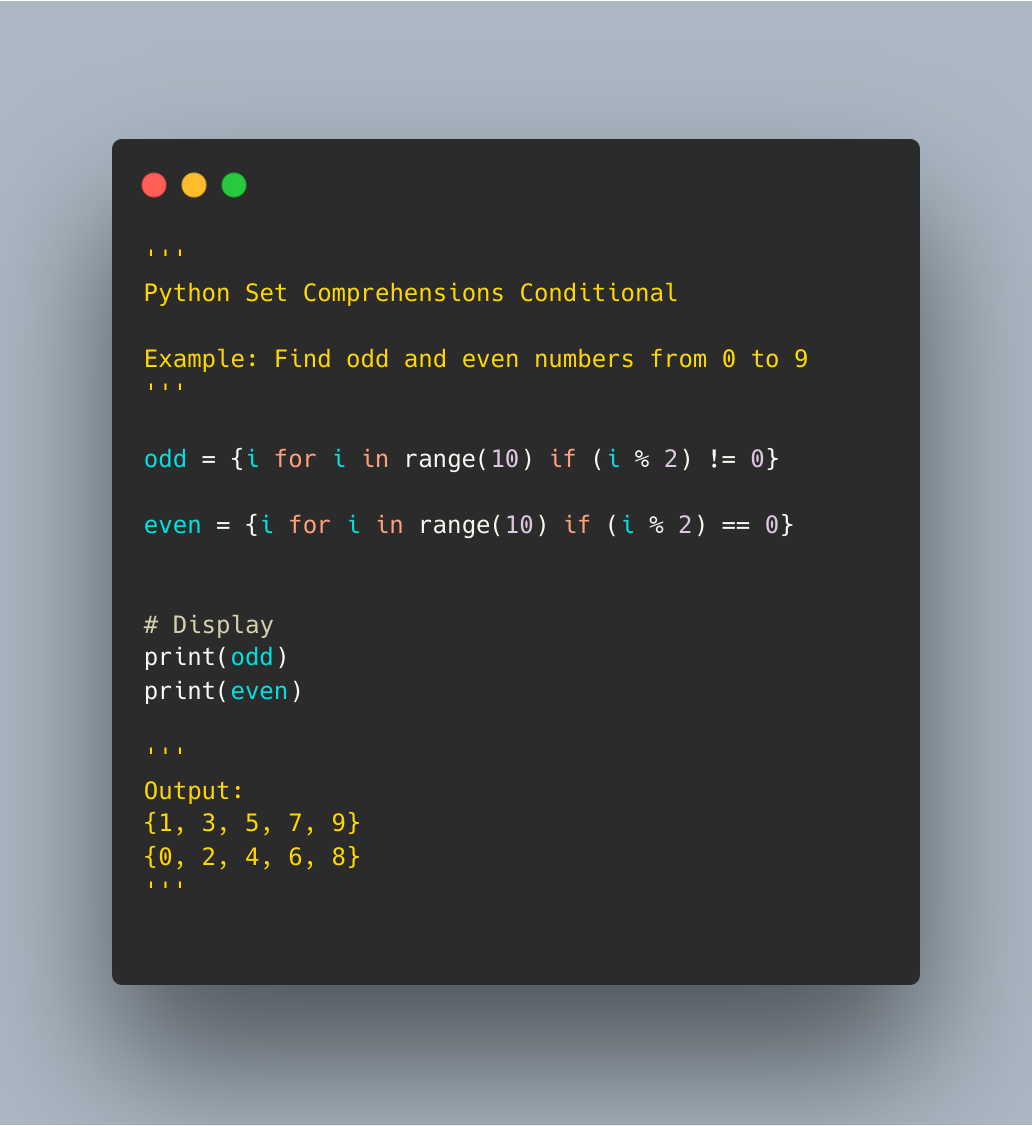 '''
Python Set Comprehensions Conditional
Example: Find odd and even numbers from 0 to 9
'''
odd = {i for i in range(10) if (i % 2) != 0}
even = {i for i in range(10) if (i % 2) == 0}
# Display
print(odd)
print(even)
'''
Output:
{1, 3, 5, 7, 9}
{0, 2, 4, 6, 8}
'''